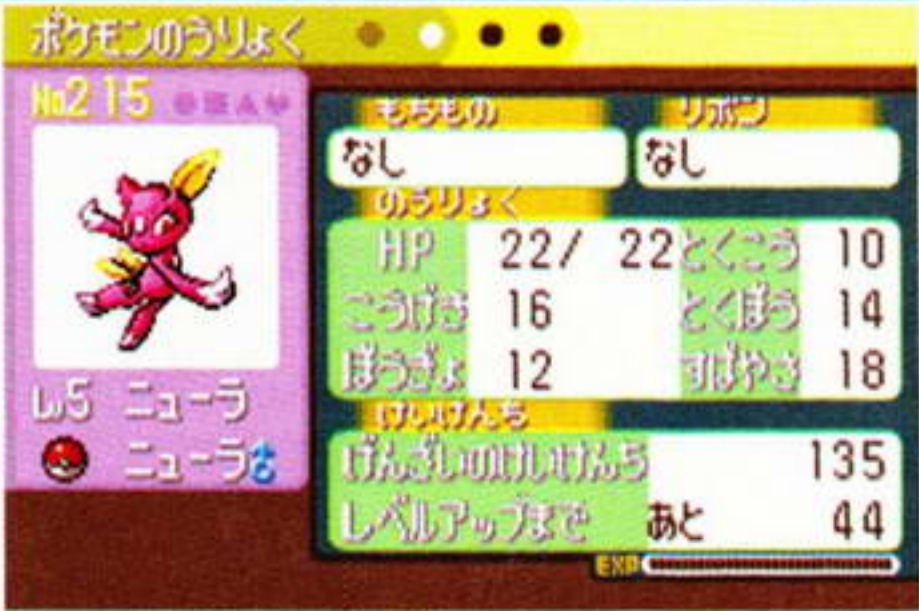 ポケモンのうりょく
No.215
もちもの リボン
なし なし
のうりょく
HP 22/ 22 とくこう 10
こうげき 16 とくぼう 14
ぼうぎょ 12 すばやさ 18
Lv5 ニューラ
ニューラ♂
けいけんち
げんざいのけいけんち 135
レベルアップまで あと 44
EXP